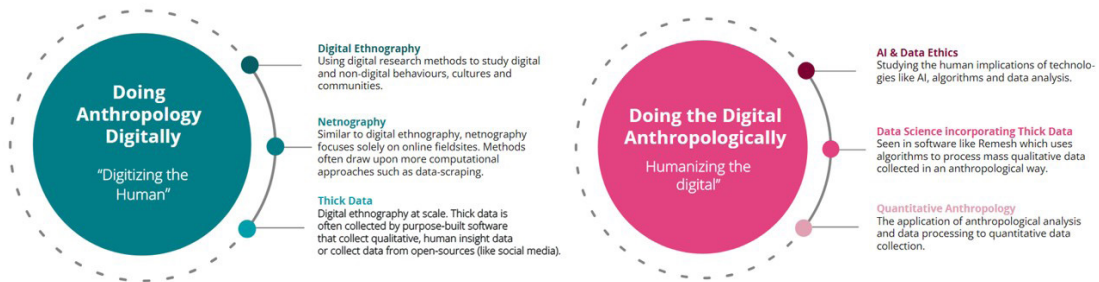 Doing
Anthropology
Digitally
“Digitizing the
Human”
Digital Ethnography
Using digital research methods to study digital
and non-digital behaviours, cultures and
communities.
Netnography
Similar to digital ethnography, netnography
focuses solely on online fieldsites. Methods
often draw upon more computational
approaches such as data-scraping.
Thick Data
Digital ethnography at scale. Thick data is
often collected by purpose-built software
that collect qualitative, human insight data
or collect data from open-sources (like social media).
Doing the Digital
Anthropologically
Humanizing the
digital”
AI & Data Ethics
Studying the human implications of technolo-
gies like AI, algorithms and data analysis.
Data Science incorporating Thick Data
Seen in software like Remesh which uses
algorithms to process mass qualitative data
collected in an anthropological way.
Quantitative Anthropology
The application of anthropological analysis
and data processing to quantitative data
collection.